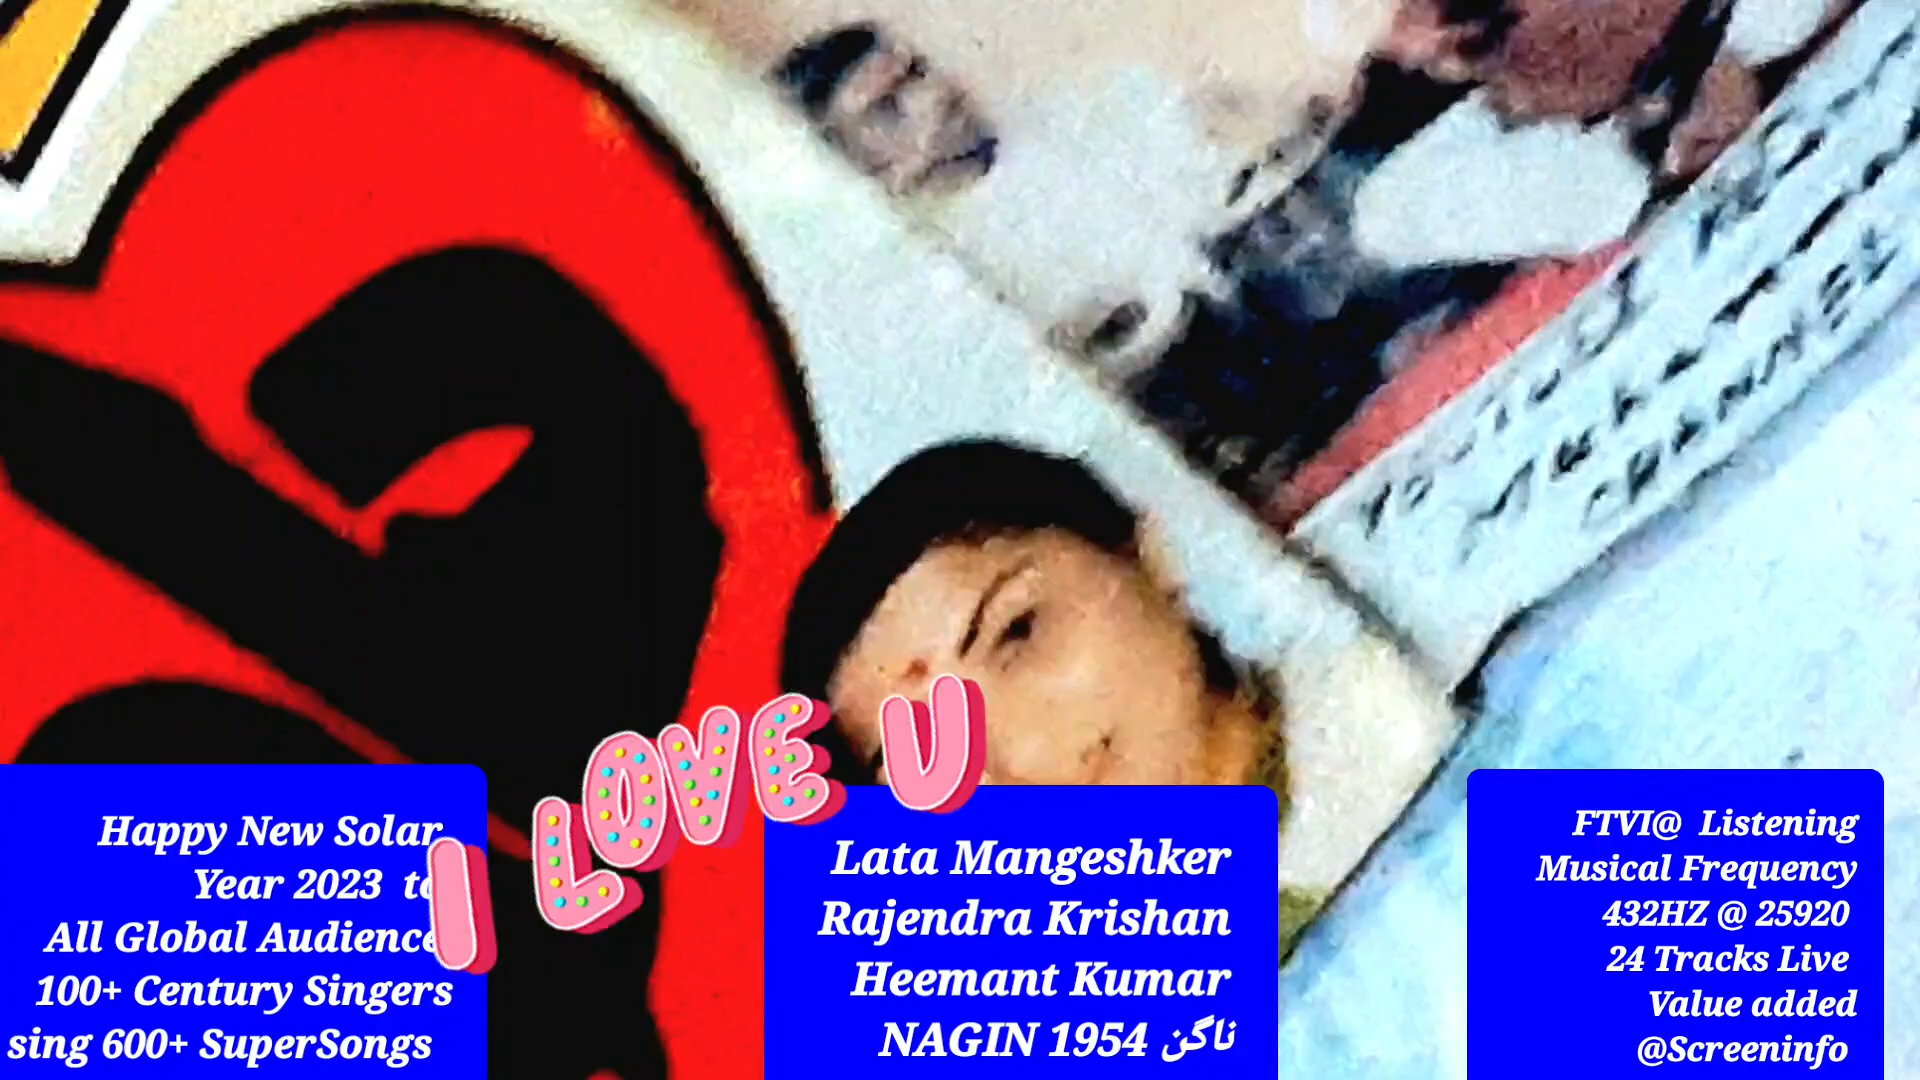 YOUTUBE
MERA
CHANNEL
I LOVE U
Happy New Solar
Year 2023 to
All Global Audience
100+ Century Singers
sing 600+ SuperSongs
Lata Mangeshker
Rajendra Krishan
Heemant Kumar
NAGIN 1954 ناگن
FTVI@ Listening
Musical Frequency
432HZ @ 25920
24 Tracks Live
Value added
@Screeninfo